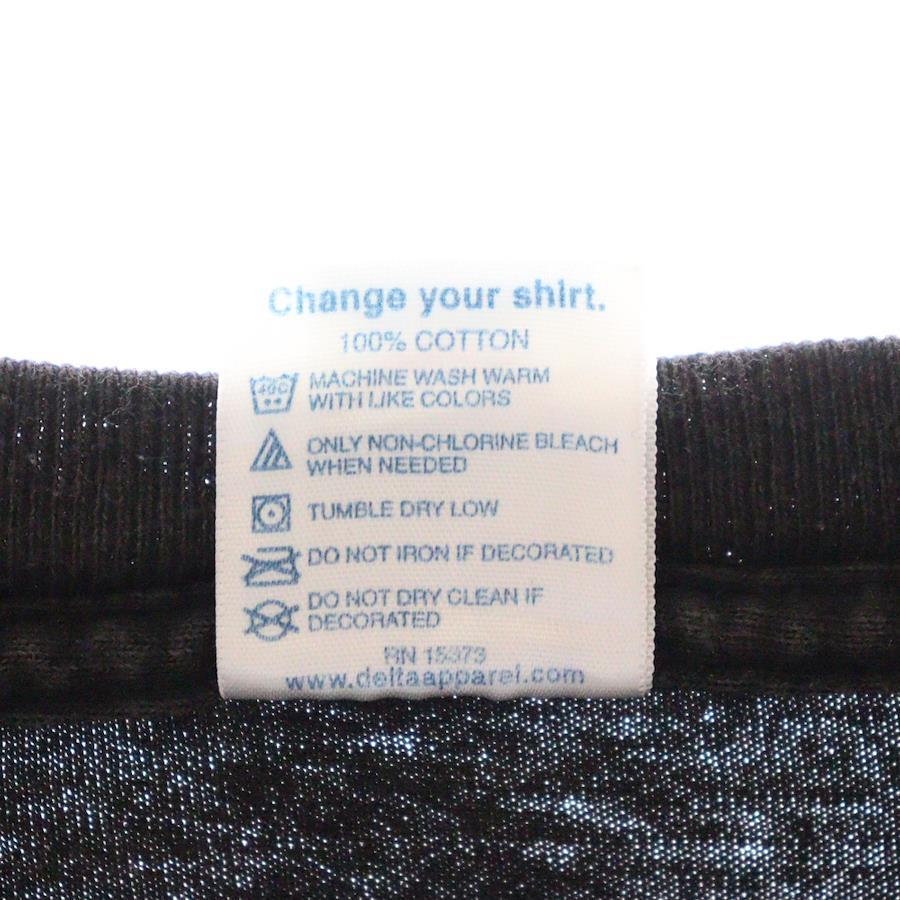 Change your shirt.
100% COTTON
40C
MACHINE WASH WARM
WITH LIKE COLORS
ONLY NON-CHLORINE BLEACH
WHEN NEEDED
TUMBLE DRY LOW
DO NOT IRON IF DECORATED
DO NOT DRY CLEAN IF
DECORATED
RN 15373
www.deltaapparel.com